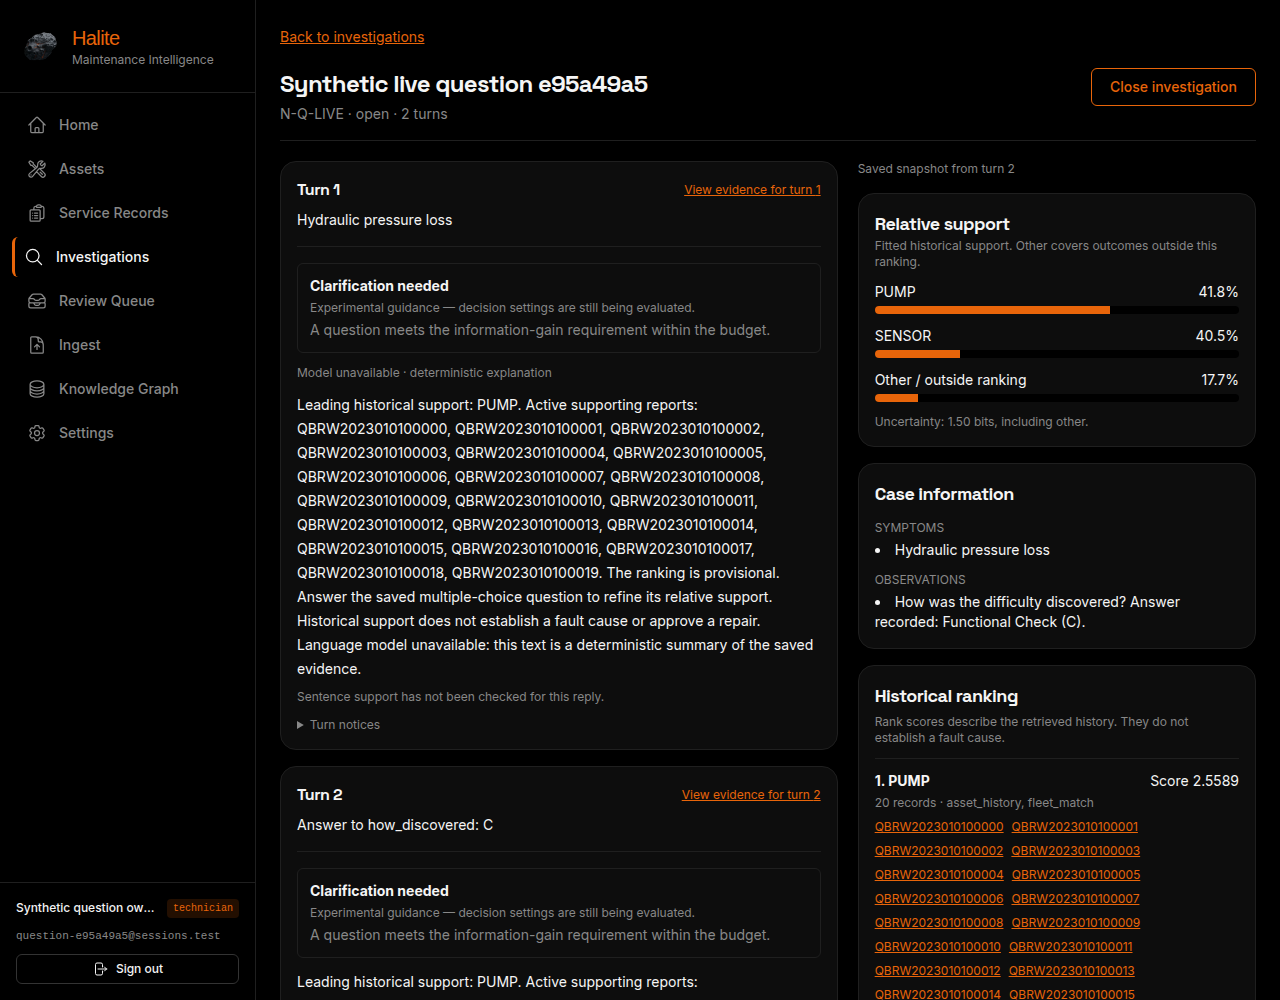 Halite
Maintenance Intelligence
Home
Assets
Service Records
Investigations
Review Queue
Ingest
Knowledge Graph
Settings
Synthetic question ow...
technician
question-e95a49a5@sessions.test
Sign out
Back to investigations
Synthetic live question e95a49a5
N-Q-LIVE · open · 2 turns
Close investigation
Turn 1
View evidence for turn 1
Hydraulic pressure loss
Clarification needed
Experimental guidance — decision settings are still being evaluated.
A question meets the information-gain requirement within the budget.
Model unavailable · deterministic explanation
Leading historical support: PUMP. Active supporting reports:
QBRW2023010100000, QBRW2023010100001, QBRW2023010100002,
QBRW2023010100003, QBRW2023010100004, QBRW2023010100005,
QBRW2023010100006, QBRW2023010100007, QBRW2023010100008,
QBRW2023010100009, QBRW2023010100010, QBRW2023010100011,
QBRW2023010100012, QBRW2023010100013, QBRW2023010100014,
QBRW2023010100015, QBRW2023010100016, QBRW2023010100017,
QBRW2023010100018, QBRW2023010100019. The ranking is provisional.
Answer the saved multiple-choice question to refine its relative support.
Historical support does not establish a fault cause or approve a repair.
Language model unavailable: this text is a deterministic summary of the saved
evidence.
Sentence support has not been checked for this reply.
Turn notices
Turn 2
View evidence for turn 2
Answer to how_discovered: C
Clarification needed
Experimental guidance — decision settings are still being evaluated.
A question meets the information-gain requirement within the budget.
Leading historical support: PUMP. Active supporting reports:
Saved snapshot from turn 2
Relative support
Fitted historical support. Other covers outcomes outside this
ranking.
PUMP 41.8%
SENSOR 40.5%
Other / outside ranking 17.7%
Uncertainty: 1.50 bits, including other.
Case information
SYMPTOMS
• Hydraulic pressure loss
OBSERVATIONS
• How was the difficulty discovered? Answer
recorded: Functional Check (C).
Historical ranking
Rank scores describe the retrieved history. They do not
establish a fault cause.
1. PUMP Score 2.5589
20 records · asset_history, fleet_match
QBRW2023010100000 QBRW2023010100001
QBRW2023010100002 QBRW2023010100003
QBRW2023010100004 QBRW2023010100005
QBRW2023010100006 QBRW2023010100007
QBRW2023010100008 QBRW2023010100009
QBRW2023010100010 QBRW2023010100011
QBRW2023010100012 QBRW2023010100013
QBRW2023010100014 QBRW2023010100015